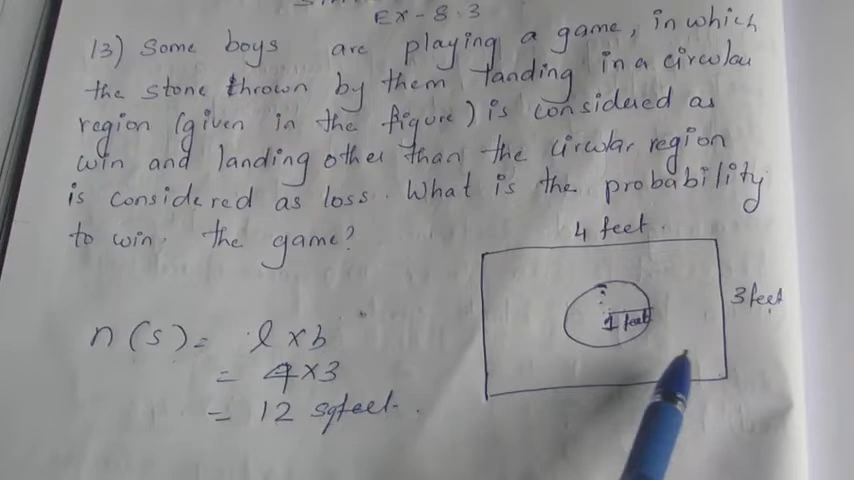 Ex-8.3
13) Some boys are playing a game, in which
the stone thrown by them landing in a circular
region (given in the figure) is considered as
win and landing other than the circular region
is considered as loss. What is the probability
to win the game?
4 feet.
3 feet
1 feet
n(s) = l x b
= 4 x 3
= 12 sqfeet.